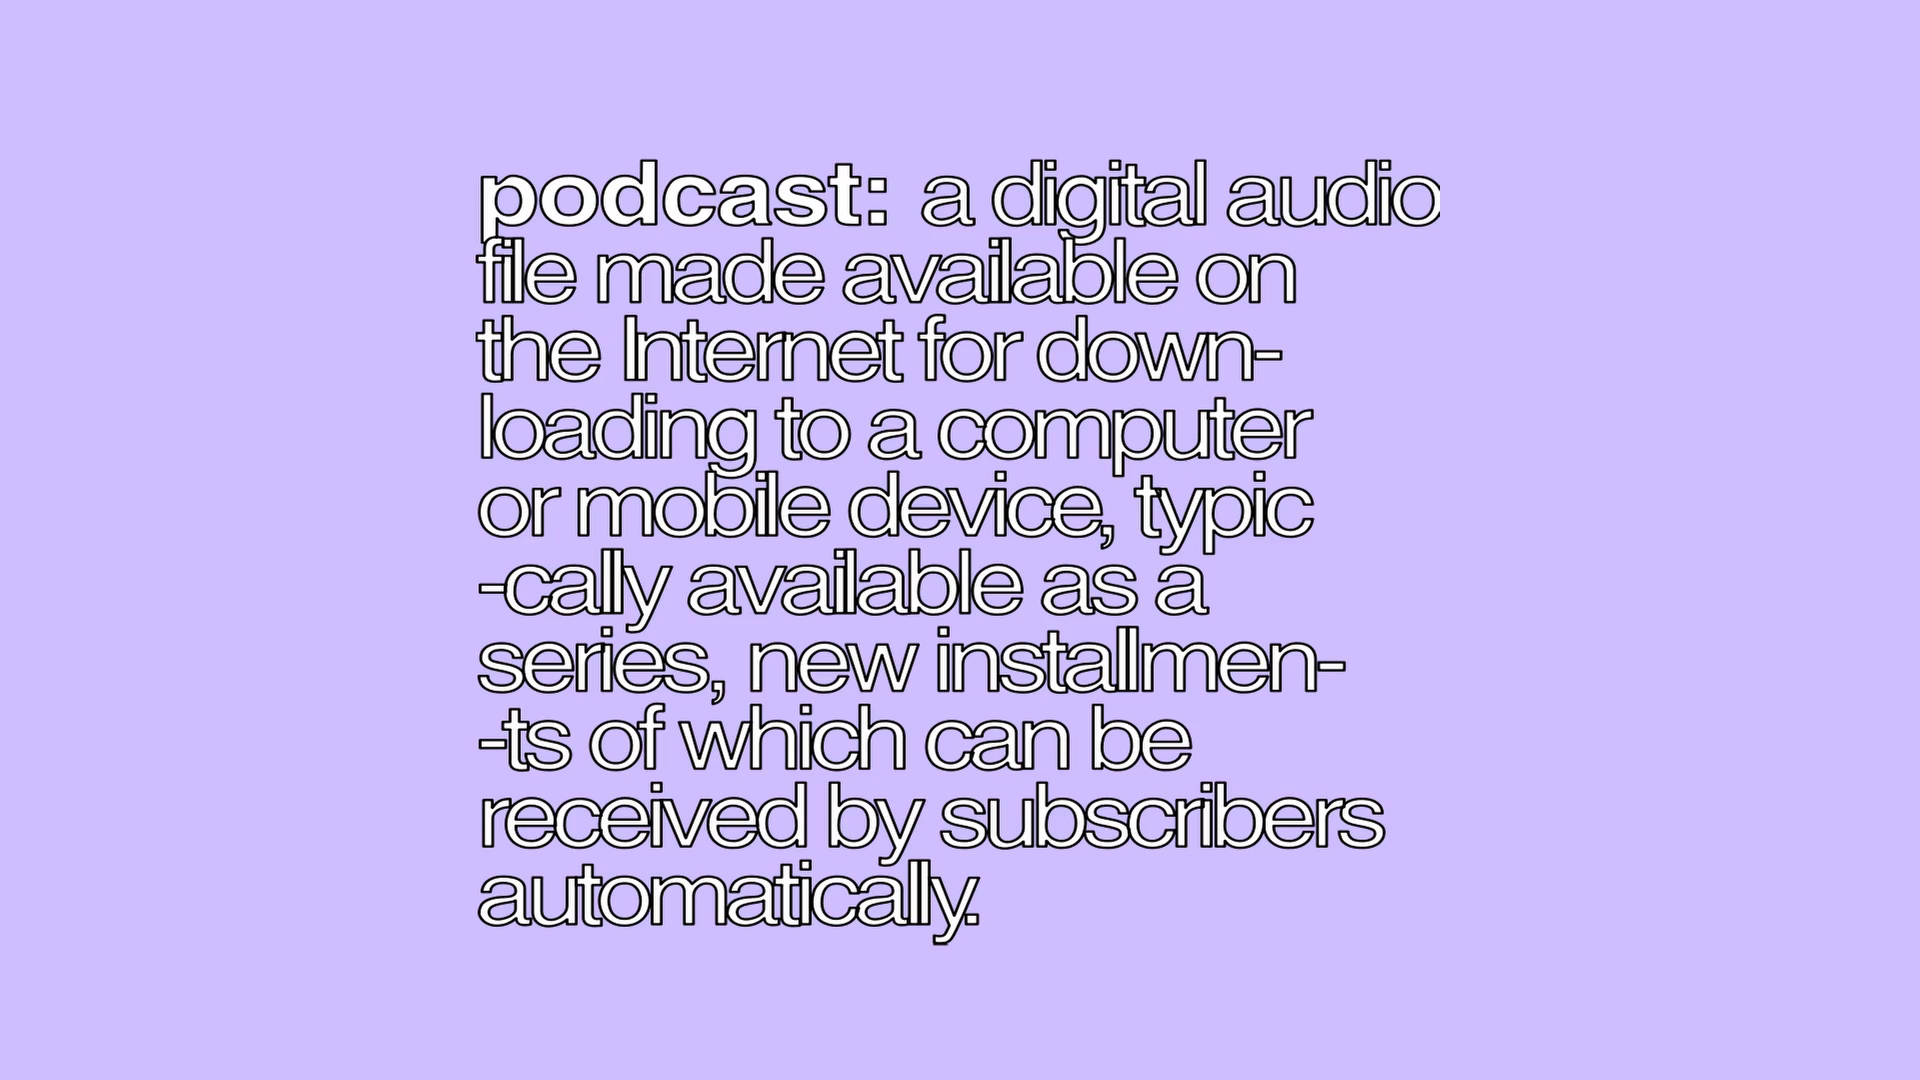 podcast: a digital audio
file made available on
the Internet for down-
loading to a computer
or mobile device, typic
-cally available as a
series, new installmen-
-ts of which can be
received by subscribers
automatically.